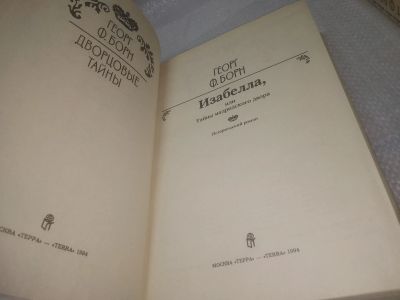 ГЕОРГ
Ф. БОРН
ДВОРЦОВЫЕ
ТАЙНЫ
МОСКВА «ТЕРРА» — «TERRA» 1994
ГЕОРГ
Ф. БОРН
Изабелла,
или
Тайны мадридского двора
Исторический роман
МОСКВА «ТЕРРА» — «TERRA» 1994